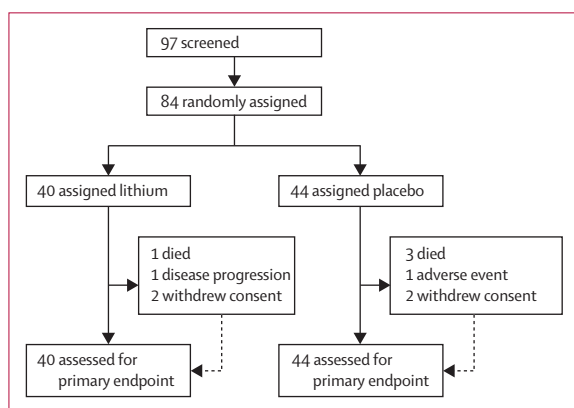 97 screened
84 randomly assigned
40 assigned lithium
44 assigned placebo
1 died
1 disease progression
2 withdrew consent
3 died
1 adverse event
2 withdrew consent
40 assessed for
primary endpoint
44 assessed for
primary endpoint